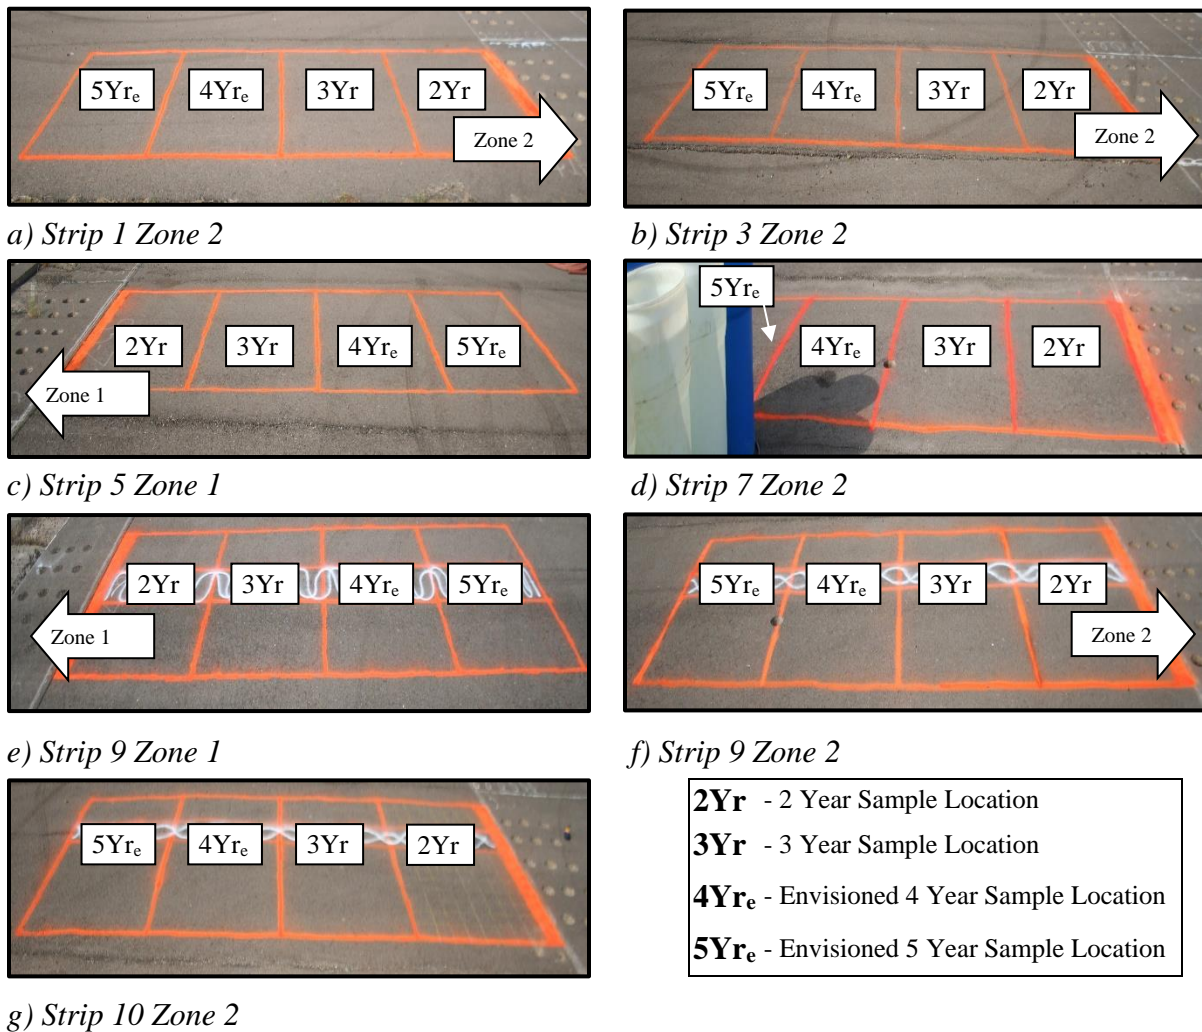 5Yrₑ 4Yrₑ 3Yr 2Yr
Zone 2
a) Strip 1 Zone 2
5Yrₑ 4Yrₑ 3Yr 2Yr
Zone 2
b) Strip 3 Zone 2
2Yr 3Yr 4Yrₑ 5Yrₑ
Zone 1
c) Strip 5 Zone 1
5Yrₑ
4Yrₑ 3Yr 2Yr
d) Strip 7 Zone 2
2Yr 3Yr 4Yrₑ 5Yrₑ
Zone 1
e) Strip 9 Zone 1
5Yrₑ 4Yrₑ 3Yr 2Yr
Zone 2
f) Strip 9 Zone 2
5Yrₑ 4Yrₑ 3Yr 2Yr
g) Strip 10 Zone 2
2Yr - 2 Year Sample Location
3Yr - 3 Year Sample Location
4Yrₑ - Envisioned 4 Year Sample Location
5Yrₑ - Envisioned 5 Year Sample Location